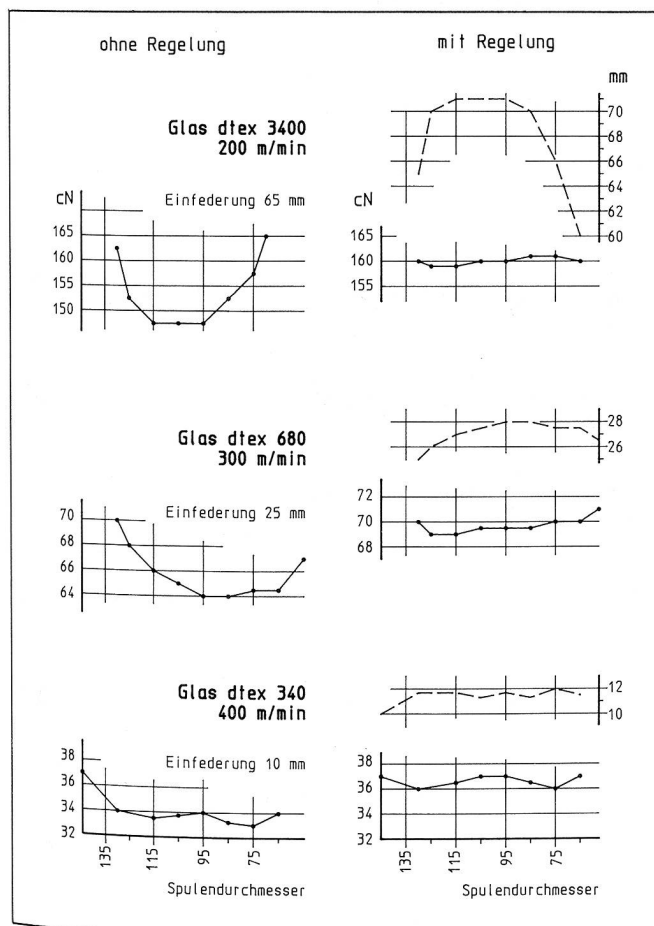 ohne Regelung
mit Regelung
mm
Glas dtex 3400
200 m/min
70
68
66
64
62
60
cN
Einfederung 65 mm
165
160
155
150
cN
165
160
155
Glas dtex 680
300 m/min
28
26
Einfederung 25 mm
70
68
66
64
72
70
68
Glas dtex 340
400 m/min
12
10
Einfederung 10 mm
38
36
34
32
38
36
34
32
135
115
95
75
135
115
95
75
Spulendurchmesser
Spulendurchmesser